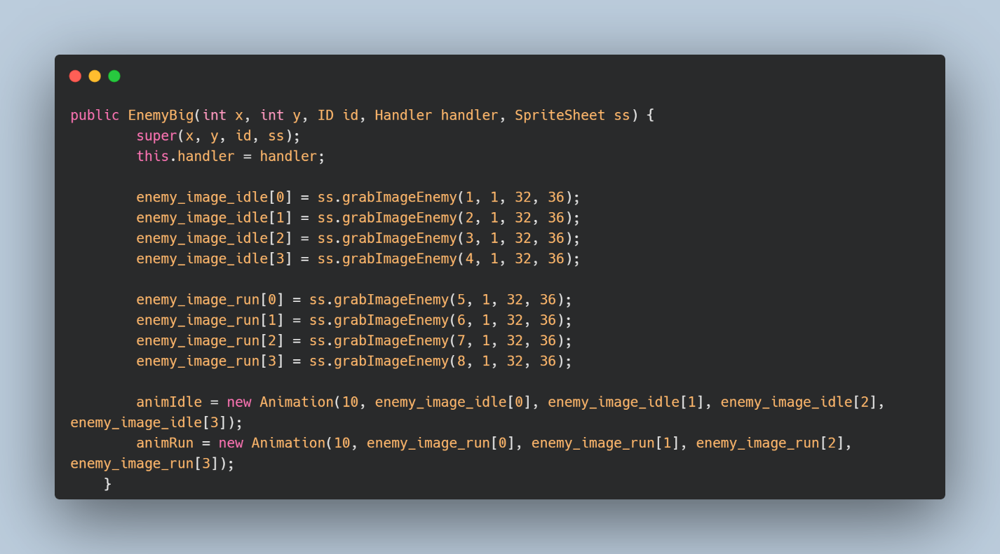 public EnemyBig(int x, int y, ID id, Handler handler, SpriteSheet ss) {
        super(x, y, id, ss);
        this.handler = handler;

        enemy_image_idle[0] = ss.grabImageEnemy(1, 1, 32, 36);
        enemy_image_idle[1] = ss.grabImageEnemy(2, 1, 32, 36);
        enemy_image_idle[2] = ss.grabImageEnemy(3, 1, 32, 36);
        enemy_image_idle[3] = ss.grabImageEnemy(4, 1, 32, 36);

        enemy_image_run[0] = ss.grabImageEnemy(5, 1, 32, 36);
        enemy_image_run[1] = ss.grabImageEnemy(6, 1, 32, 36);
        enemy_image_run[2] = ss.grabImageEnemy(7, 1, 32, 36);
        enemy_image_run[3] = ss.grabImageEnemy(8, 1, 32, 36);

        animIdle = new Animation(10, enemy_image_idle[0], enemy_image_idle[1], enemy_image_idle[2],
enemy_image_idle[3]);
        animRun = new Animation(10, enemy_image_run[0], enemy_image_run[1], enemy_image_run[2],
enemy_image_run[3]);
    }